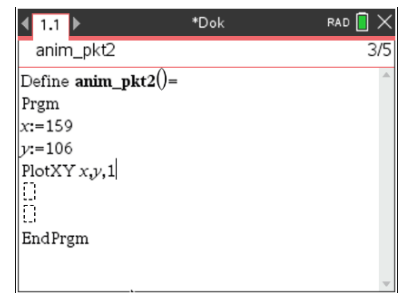 1.1 *Dok RAD
anim_pkt2 3/5
Define anim_pkt2()=
Prgm
x:=159
y:=106
PlotXY x,y,1
EndPrgm